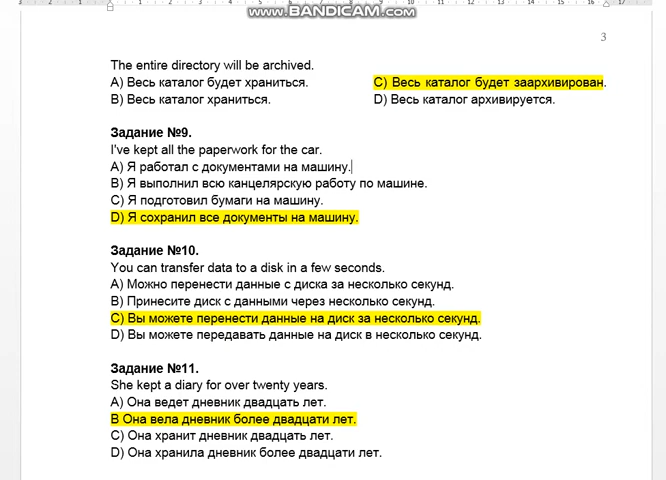 www.BANDICAM.com
3
The entire directory will be archived.
A) Весь каталог будет храниться.
C) Весь каталог будет заархивирован.
B) Весь каталог храниться.
D) Весь каталог архивируется.
Задание №9.
I've kept all the paperwork for the car.
A) Я работал с документами на машину.
B) Я выполнил всю канцелярскую работу по машине.
C) Я подготовил бумаги на машину.
D) Я сохранил все документы на машину.
Задание №10.
You can transfer data to a disk in a few seconds.
A) Можно перенести данные с диска за несколько секунд.
B) Принесите диск с данными через несколько секунд.
C) Вы можете перенести данные на диск за несколько секунд.
D) Вы можете передавать данные на диск в несколько секунд.
Задание №11.
She kept a diary for over twenty years.
A) Она ведет дневник двадцать лет.
B Она вела дневник более двадцати лет.
C) Она хранит дневник двадцать лет.
D) Она хранила дневник более двадцати лет.